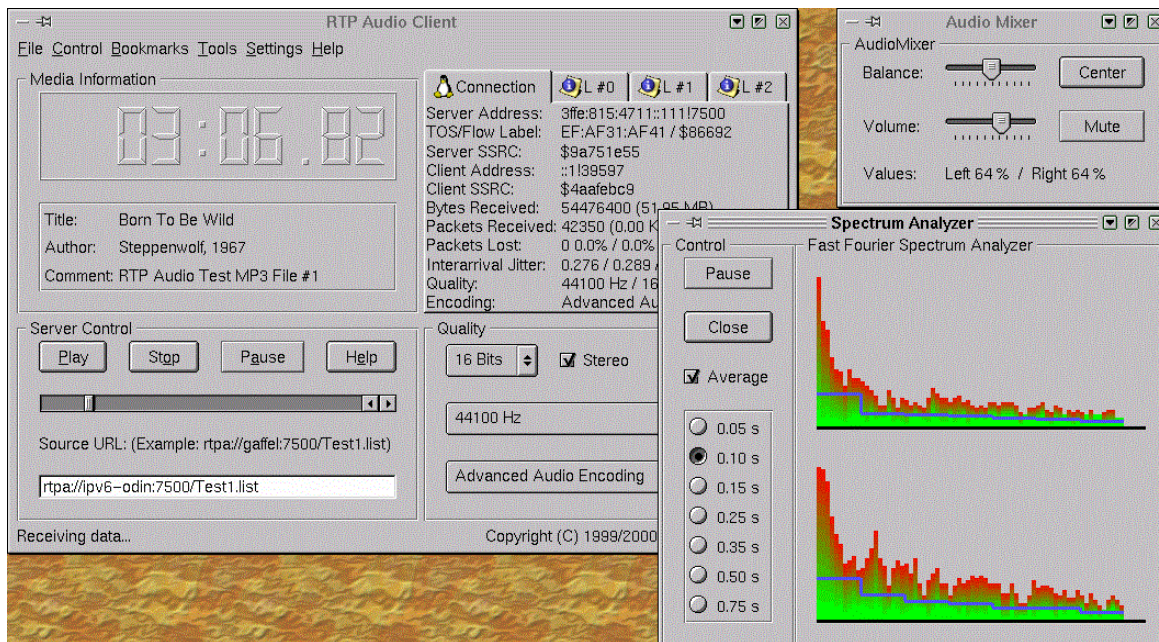 RTP Audio Client
File Control Bookmarks Tools Settings Help
Media Information
03:06.82
Title: Born To Be Wild
Author: Steppenwolf, 1967
Comment: RTP Audio Test MP3 File #1
Connection L #0 L #1 L #2
Server Address: 3ffe:815:4711::111!7500
TOS/Flow Label: EF:AF31:AF41 / $86692
Server SSRC: $9a751e55
Client Address: ::1!39597
Client SSRC: $4aafebc9
Bytes Received: 54476400 (51.95 MB)
Packets Received: 42350 (0.00 K
Packets Lost: 0 0.0% / 0.0%
Interarrival Jitter: 0.276 / 0.289 /
Quality: 44100 Hz / 16
Encoding: Advanced Au
Server Control
Play Stop Pause Help
Source URL: (Example: rtpa://gaffel:7500/Test1.list)
rtpa://ipv6-odin:7500/Test1.list
Quality
16 Bits Stereo
44100 Hz
Advanced Audio Encoding
Receiving data... Copyright (C) 1999/2000
Audio Mixer
AudioMixer
Balance: Center
Volume: Mute
Values: Left 64 % / Right 64 %
Spectrum Analyzer
Control
Pause
Close
Average
0.05 s
0.10 s
0.15 s
0.25 s
0.35 s
0.50 s
0.75 s
Fast Fourier Spectrum Analyzer